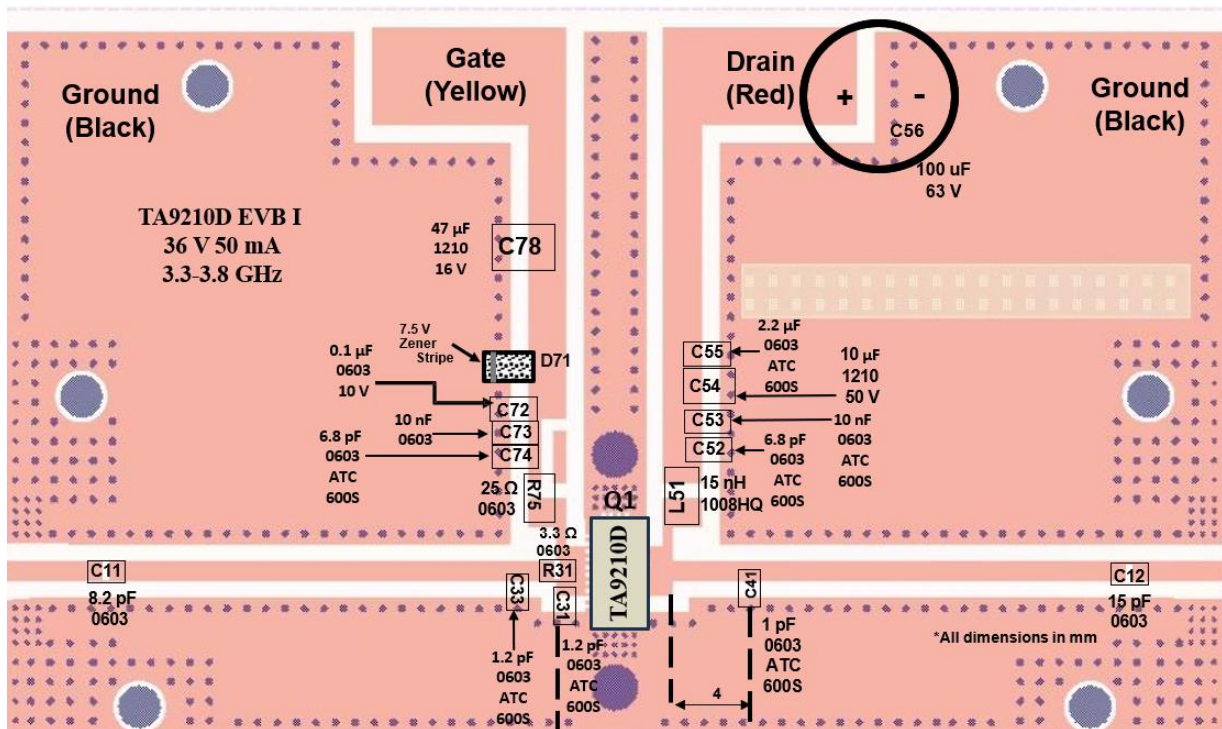 Ground
(Black)
Gate
(Yellow)
Drain
(Red)
+ -
C56
Ground
(Black)
100 uF
63 V
TA9210D EVB I
36 V 50 mA
3.3-3.8 GHz
47 µF
1210
16 V
C78
7.5 V
Zener
Stripe
D71
0.1 µF
0603
10 V
C72
10 nF
0603
C73
6.8 pF
0603
ATC
600S
C74
25 Ω
0603
R75
C55
2.2 µF
0603
ATC
600S
C54
10 µF
1210
50 V
C53
10 nF
0603
ATC
600S
C52
6.8 pF
0603
ATC
600S
L51
15 nH
1008HQ
Q1
TA9210D
3.3 Ω
0603
R31
C11
8.2 pF
0603
C33
1.2 pF
0603
ATC
600S
C31
1.2 pF
0603
ATC
600S
C41
1 pF
0603
ATC
600S
4
C12
15 pF
0603
*All dimensions in mm